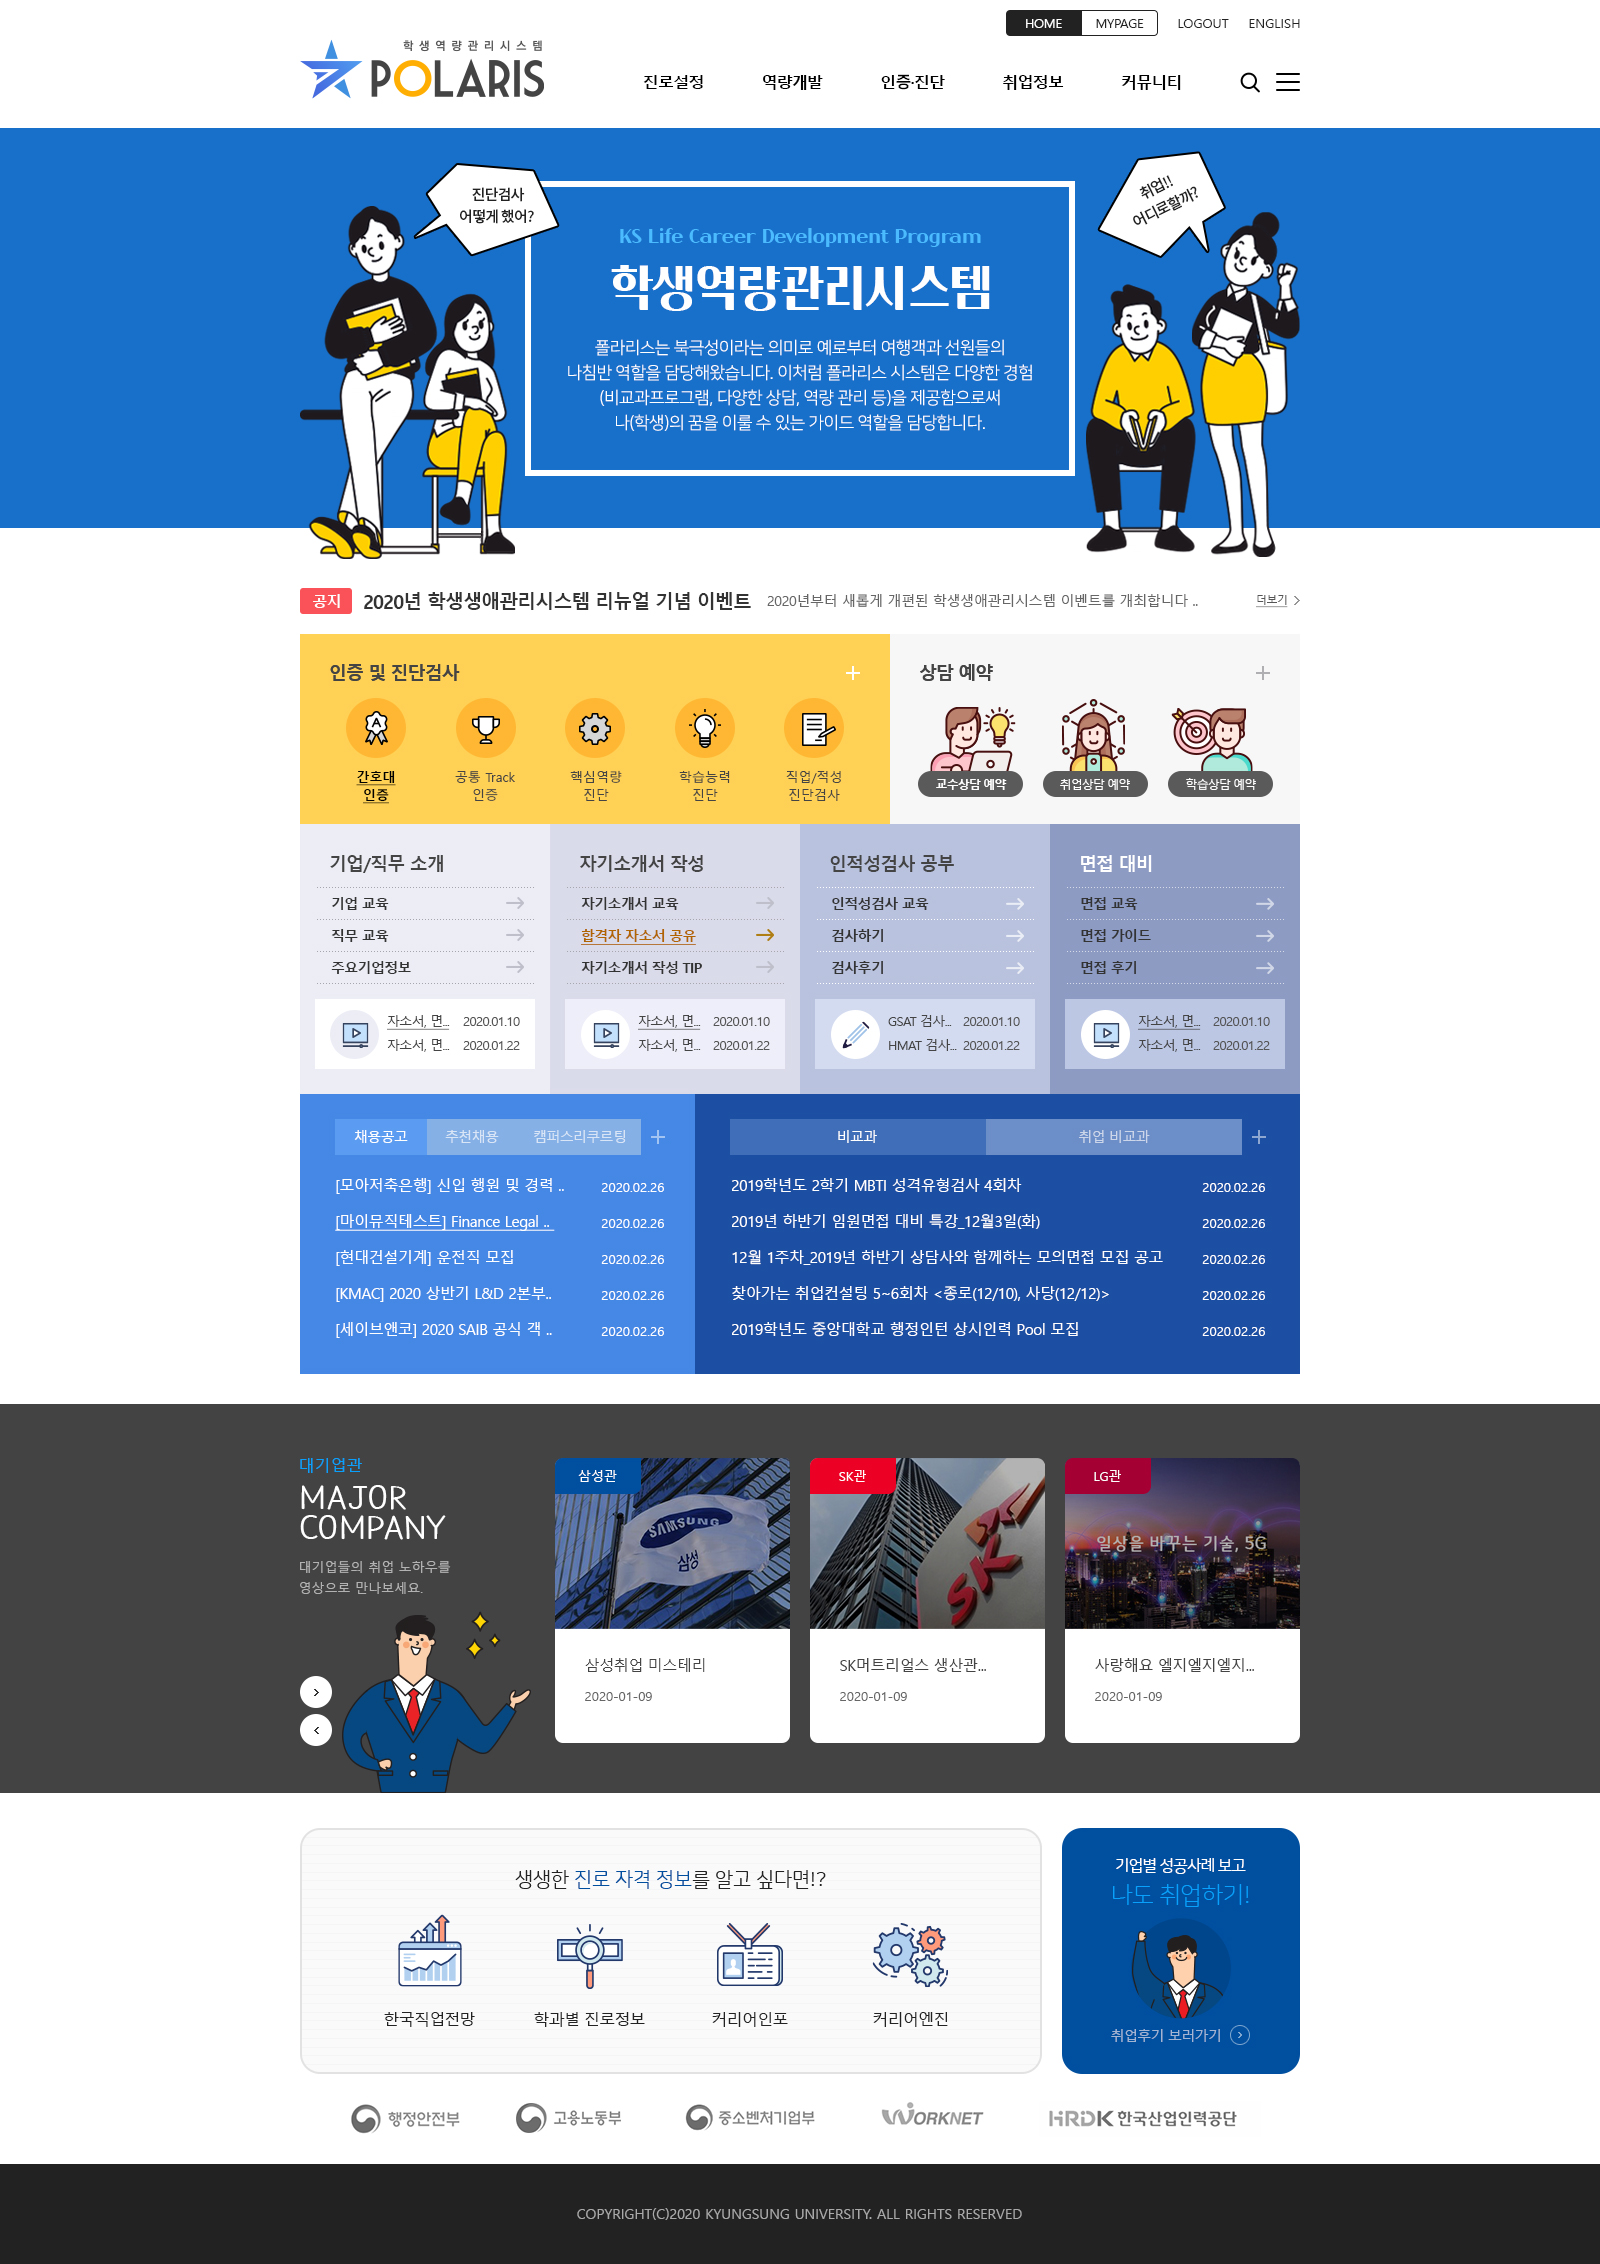 HOME
MYPAGE
LOGOUT
ENGLISH
학생역량관리시스템
POLARIS
진로설정
역량개발
인증·진단
취업정보
커뮤니티
진단검사
어떻게 했어?
취업!!
어디로할까?
KS Life Career Development Program
학생역량관리시스템
폴라리스는 북극성이라는 의미로 예로부터 여행객과 선원들의
나침반 역할을 담당해왔습니다. 이처럼 폴라리스 시스템은 다양한 경험
(비교과프로그램, 다양한 상담, 역량 관리 등)을 제공함으로써
나(학생)의 꿈을 이룰 수 있는 가이드 역할을 담당합니다.
공지
2020년 학생생애관리시스템 리뉴얼 기념 이벤트
2020년부터 새롭게 개편된 학생생애관리시스템 이벤트를 개최합니다 ..
더보기
인증 및 진단검사
간호대
인증
공통 Track
인증
핵심역량
진단
학습능력
진단
직업/적성
진단검사
상담 예약
교수상담 예약
취업상담 예약
학습상담 예약
기업/직무 소개
기업 교육
직무 교육
주요기업정보
자소서, 면... 2020.01.10
자소서, 면... 2020.01.22
자기소개서 작성
자기소개서 교육
합격자 자소서 공유
자기소개서 작성 TIP
자소서, 면... 2020.01.10
자소서, 면... 2020.01.22
인적성검사 공부
인적성검사 교육
검사하기
검사후기
GSAT 검사... 2020.01.10
HMAT 검사... 2020.01.22
면접 대비
면접 교육
면접 가이드
면접 후기
자소서, 면... 2020.01.10
자소서, 면... 2020.01.22
채용공고
추천채용
캠퍼스리쿠르팅
[모아저축은행] 신입 행원 및 경력 .. 2020.02.26
[마이뮤직테스트] Finance Legal .. 2020.02.26
[현대건설기계] 운전직 모집 2020.02.26
[KMAC] 2020 상반기 L&D 2본부.. 2020.02.26
[세이브앤코] 2020 SAIB 공식 객 .. 2020.02.26
비교과
취업 비교과
2019학년도 2학기 MBTI 성격유형검사 4회차 2020.02.26
2019년 하반기 임원면접 대비 특강_12월3일(화) 2020.02.26
12월 1주차_2019년 하반기 상담사와 함께하는 모의면접 모집 공고 2020.02.26
찾아가는 취업컨설팅 5~6회차 <종로(12/10), 사당(12/12)> 2020.02.26
2019학년도 중앙대학교 행정인턴 상시인력 Pool 모집 2020.02.26
대기업관
MAJOR
COMPANY
대기업들의 취업 노하우를
영상으로 만나보세요.
삼성관
SAMSUNG
삼성
삼성취업 미스테리
2020-01-09
SK관
SK
SK머트리얼스 생산관...
2020-01-09
LG관
일상을 바꾸는 기술, 5G
사랑해요 엘지엘지엘지...
2020-01-09
생생한 진로 자격 정보를 알고 싶다면!?
한국직업전망
학과별 진로정보
커리어인포
커리어엔진
기업별 성공사례 보고
나도 취업하기!
취업후기 보러가기
행정안전부
고용노동부
중소벤처기업부
WORKNET
HRDK 한국산업인력공단
COPYRIGHT(C)2020 KYUNGSUNG UNIVERSITY. ALL RIGHTS RESERVED